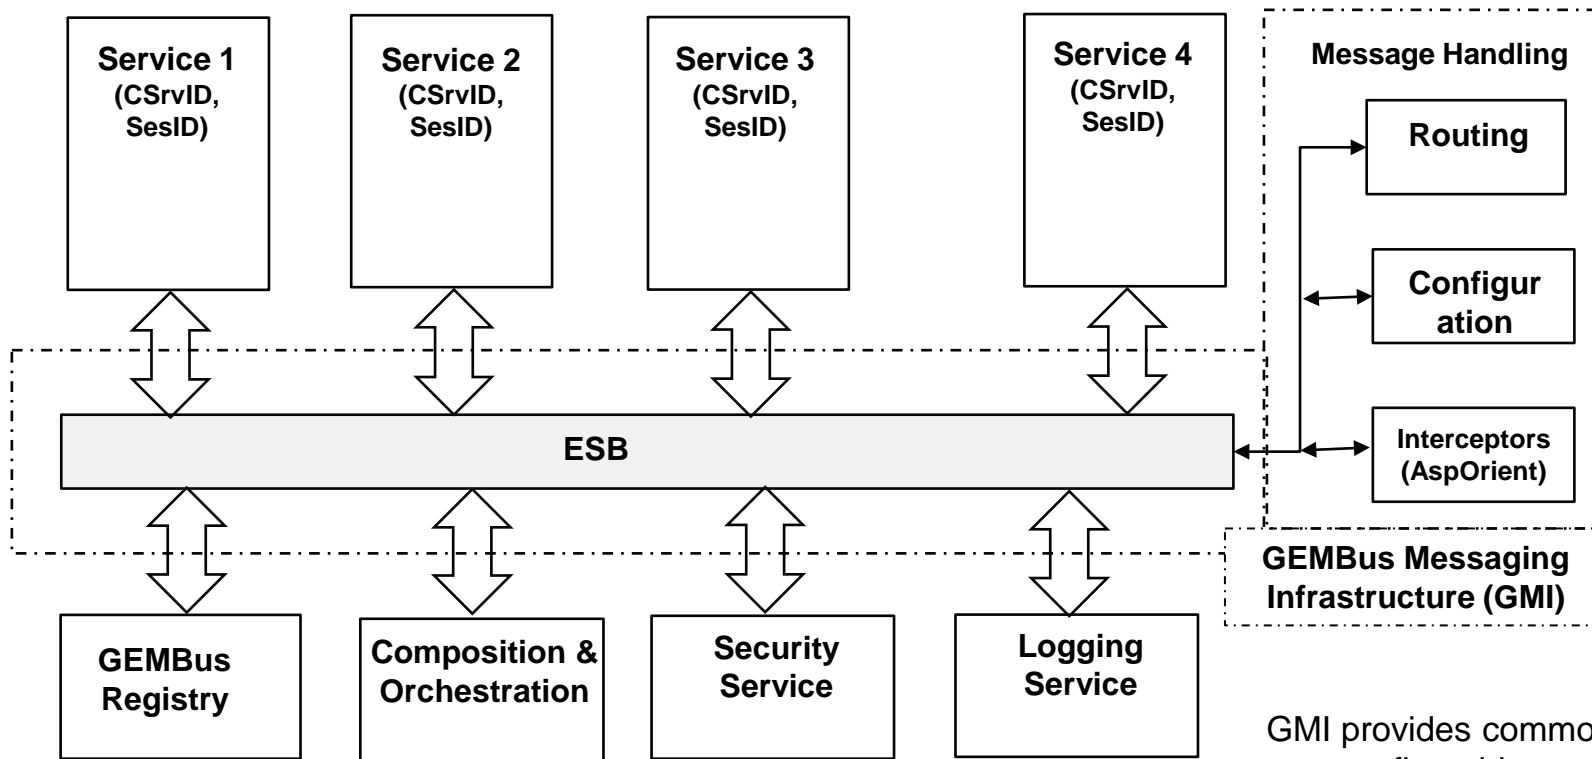 Service 1
(CSrvID,
SesID)
Service 2
(CSrvID,
SesID)
Service 3
(CSrvID,
SesID)
Service 4
(CSrvID,
SesID)
Message Handling
Routing
Configur
ation
Interceptors
(AspOrient)
ESB
GEMBus Messaging
Infrastructure (GMI)
GEMBus
Registry
Composition &
Orchestration
Security
Service
Logging
Service
GMI provides commo